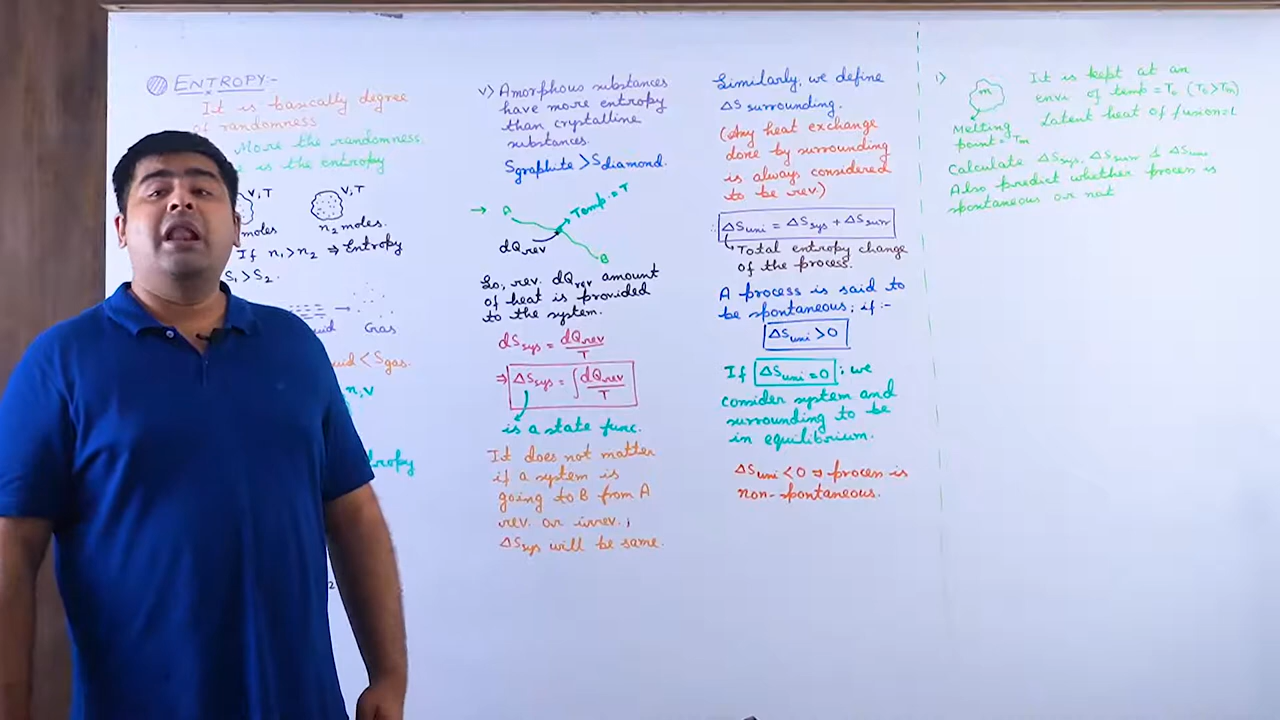 ENTROPY:-
It is basically degree
of randomness
More the randomness.
is the entropy
V,T
V,T
moles
n2 moles.
If n1>n2 ⇒ Entropy
S1>S2.
Gas
<Sgas.
n,V
v) Amorphous substances
have more entropy
than crystalline
substances.
Sgraphite > Sdiamond.
→ A
Temp=T
dQrev
B
So, rev. dQrev amount
of heat is provided
to the system.
dSsys = dQrev/T
⇒ ΔSsys = ∫ dQrev/T
is a state func.
It does not matter
if a system is
going to B from A
rev. or irrev.,
ΔSsys will be same.
Similarly, we define
ΔS surrounding.
(Any heat exchange
done by surrounding
is always considered
to be rev.)
∴ ΔSuni = ΔSsys + ΔSsurr
Total entropy change
of the process.
A process is said to
be spontaneous; if :-
ΔSuni > 0
If ΔSuni = 0; we
consider system and
surrounding to be
in equilibrium.
ΔSuni < 0 ⇒ process is
non-spontaneous.
1)
m
Melting
point = Tm
It is kept at an
envi of temp = To (To>Tm)
Latent heat of fusion = L
Calculate ΔSsys, ΔSsurr & ΔSuni.
Also predict whether process is
spontaneous or not